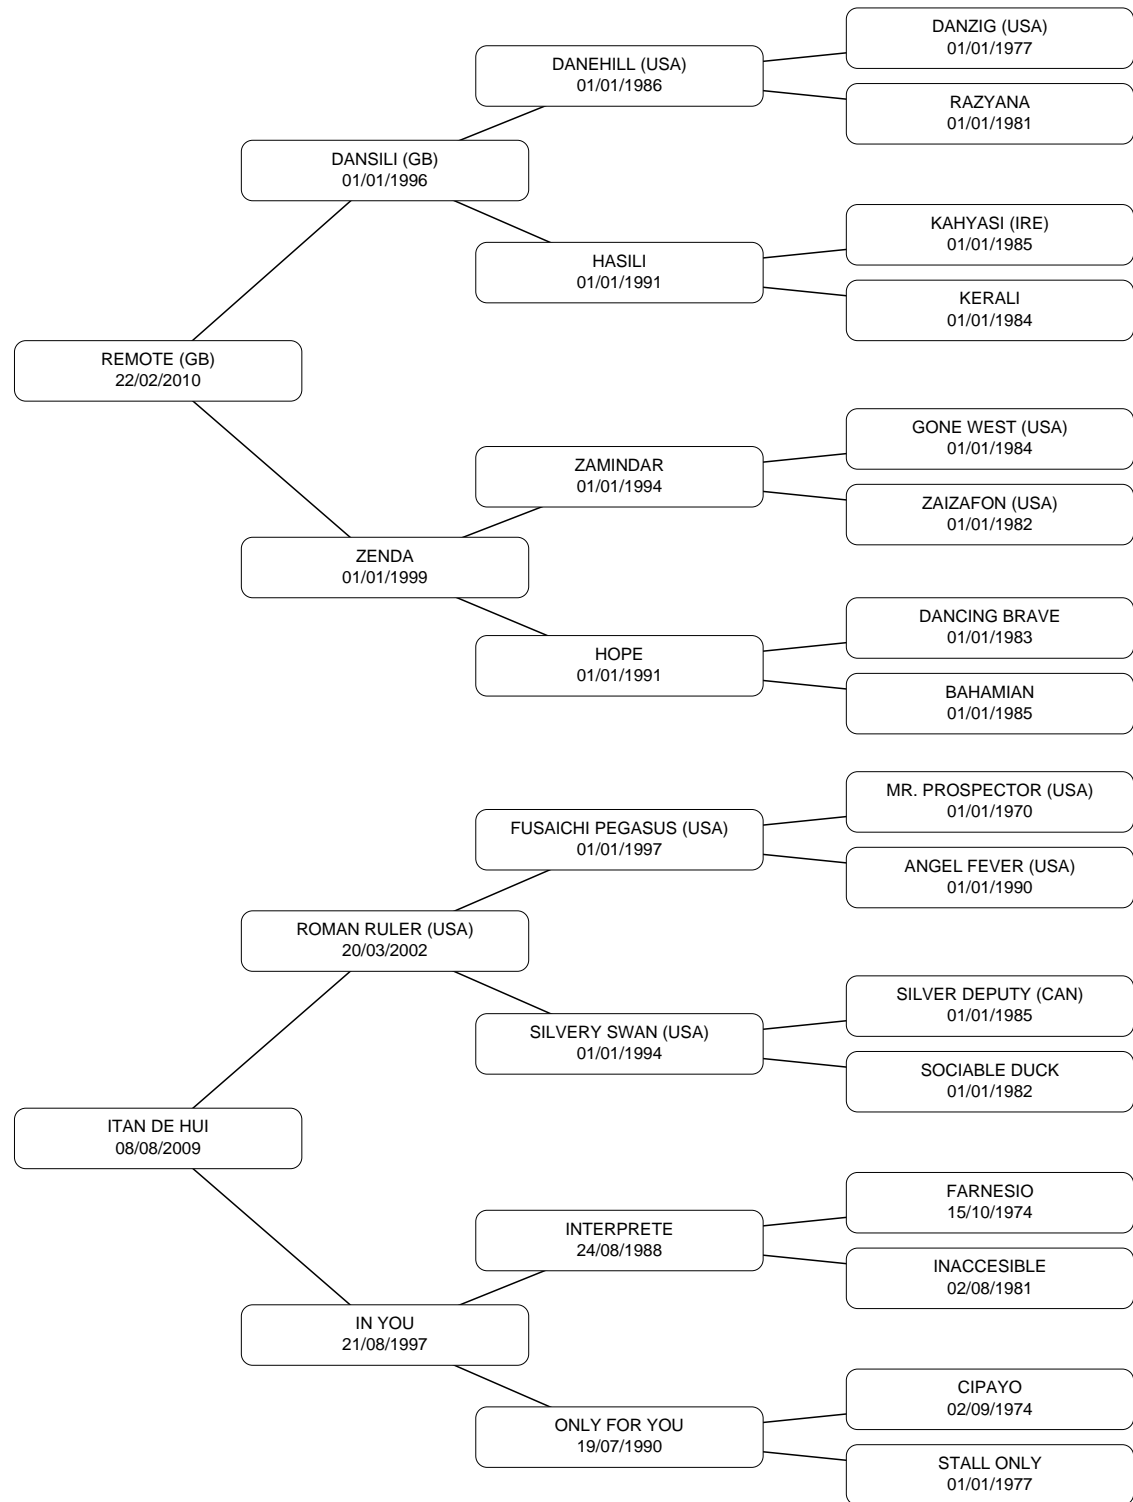 DANZIG (USA)
01/01/1977
DANEHILL (USA)
01/01/1986
RAZYANA
01/01/1981
DANSILI (GB)
01/01/1996
KAHYASI (IRE)
01/01/1985
HASILI
01/01/1991
KERALI
01/01/1984
REMOTE (GB)
22/02/2010
GONE WEST (USA)
01/01/1984
ZAMINDAR
01/01/1994
ZAIZAFON (USA)
01/01/1982
ZENDA
01/01/1999
DANCING BRAVE
01/01/1983
HOPE
01/01/1991
BAHAMIAN
01/01/1985
MR. PROSPECTOR (USA)
01/01/1970
FUSAICHI PEGASUS (USA)
01/01/1997
ANGEL FEVER (USA)
01/01/1990
ROMAN RULER (USA)
20/03/2002
SILVER DEPUTY (CAN)
01/01/1985
SILVERY SWAN (USA)
01/01/1994
SOCIABLE DUCK
01/01/1982
ITAN DE HUI
08/08/2009
FARNESIO
15/10/1974
INTERPRETE
24/08/1988
INACCESIBLE
02/08/1981
IN YOU
21/08/1997
CIPAYO
02/09/1974
ONLY FOR YOU
19/07/1990
STALL ONLY
01/01/1977